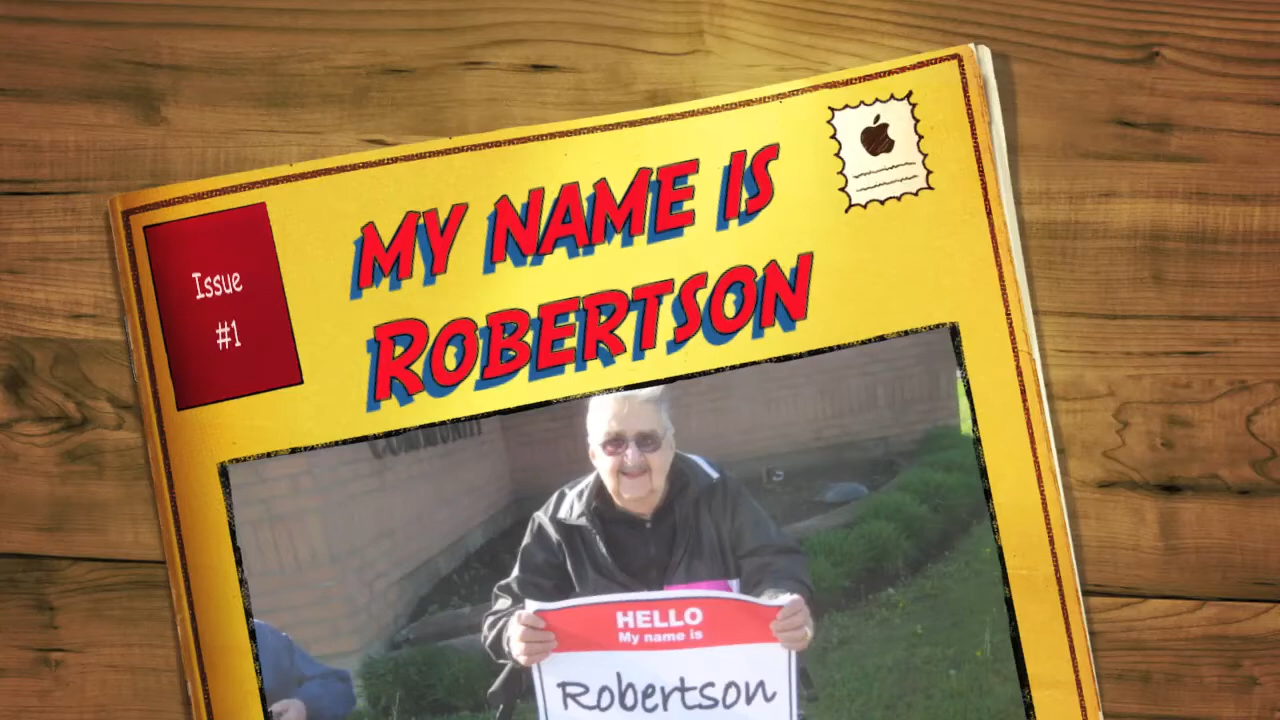 Issue
#1
MY NAME IS
ROBERTSON
HELLO
My name is
Robertson